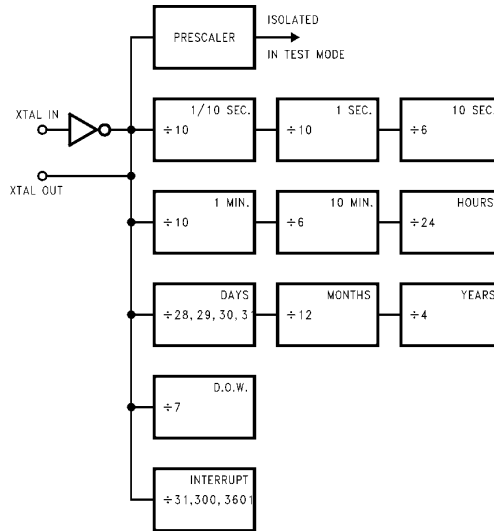 PRESCALER
ISOLATED
IN TEST MODE
XTAL IN
XTAL OUT
1/10 SEC.
÷10
1 SEC.
÷10
10 SEC.
÷6
1 MIN.
÷10
10 MIN.
÷6
HOURS
÷24
DAYS
÷28, 29, 30, 31
MONTHS
÷12
YEARS
÷4
D.O.W.
÷7
INTERRUPT
÷31, 300, 3601